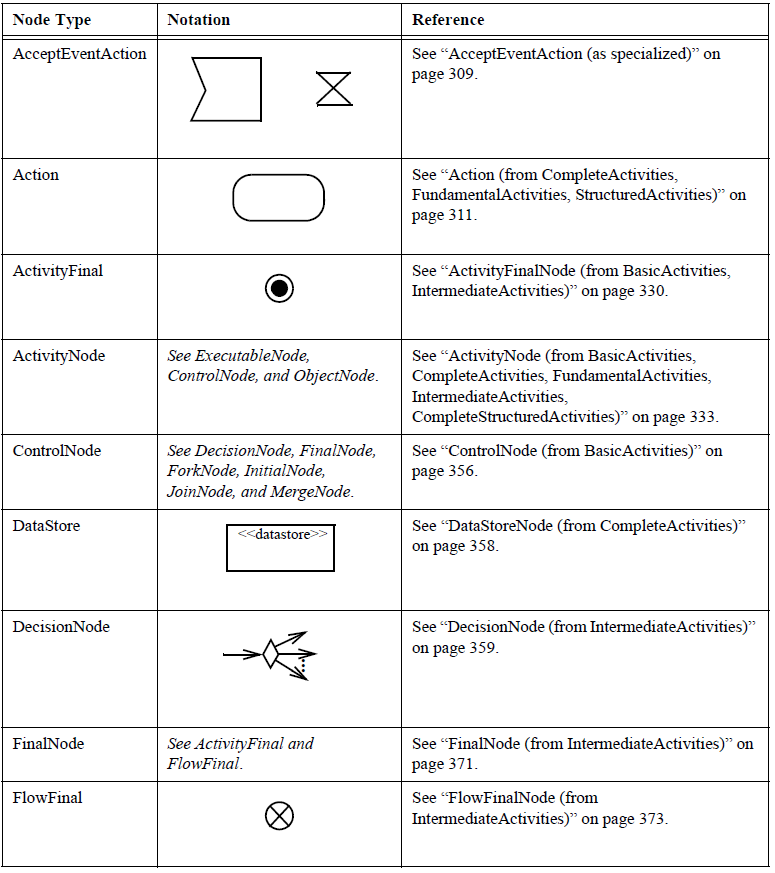 Node Type
Notation
Reference
AcceptEventAction
See “AcceptEventAction (as specialized)” on
page 309.
Action
See “Action (from CompleteActivities,
FundamentalActivities, StructuredActivities)” on
page 311.
ActivityFinal
See “ActivityFinalNode (from BasicActivities,
IntermediateActivities)” on page 330.
ActivityNode
See ExecutableNode,
ControlNode, and ObjectNode.
See “ActivityNode (from BasicActivities,
CompleteActivities, FundamentalActivities,
IntermediateActivities,
CompleteStructuredActivities)” on page 333.
ControlNode
See DecisionNode, FinalNode,
ForkNode, InitialNode,
JoinNode, and MergeNode.
See “ControlNode (from BasicActivities)” on
page 356.
DataStore
<<datastore>>
See “DataStoreNode (from CompleteActivities)”
on page 358.
DecisionNode
See “DecisionNode (from IntermediateActivities)”
on page 359.
FinalNode
See ActivityFinal and
FlowFinal.
See “FinalNode (from IntermediateActivities)” on
page 371.
FlowFinal
See “FlowFinalNode (from
IntermediateActivities)” on page 373.